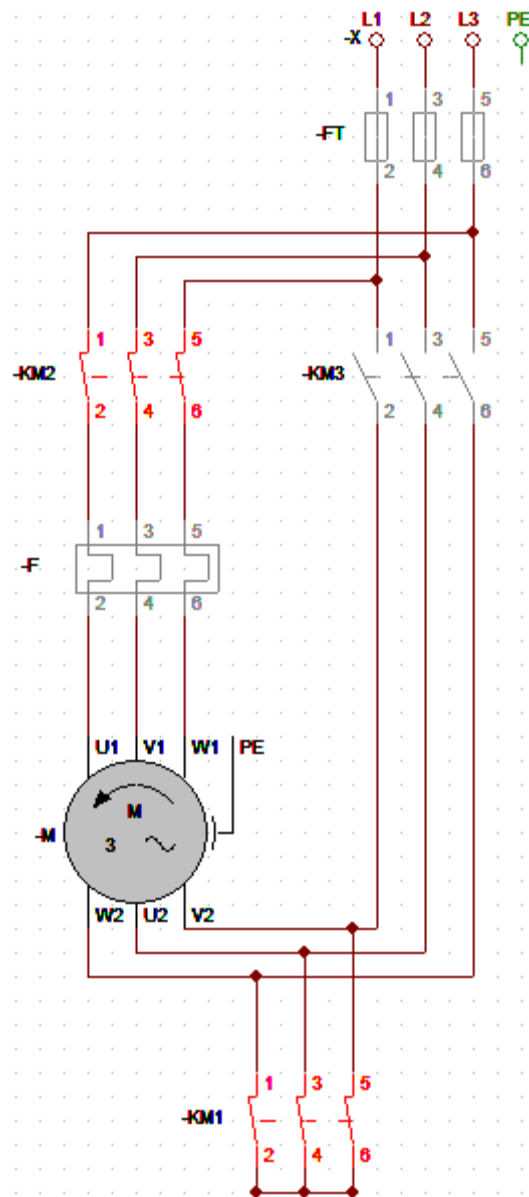 L1 L2 L3 PE
-X
1 3 5
-FT
2 4 6
1 3 5 1 3 5
-KM2 -KM3
2 4 6 2 4 6
1 3 5
-F
2 4 6
U1 V1 W1 PE
M
-M 3
W2 U2 V2
1 3 5
-KM1
2 4 6